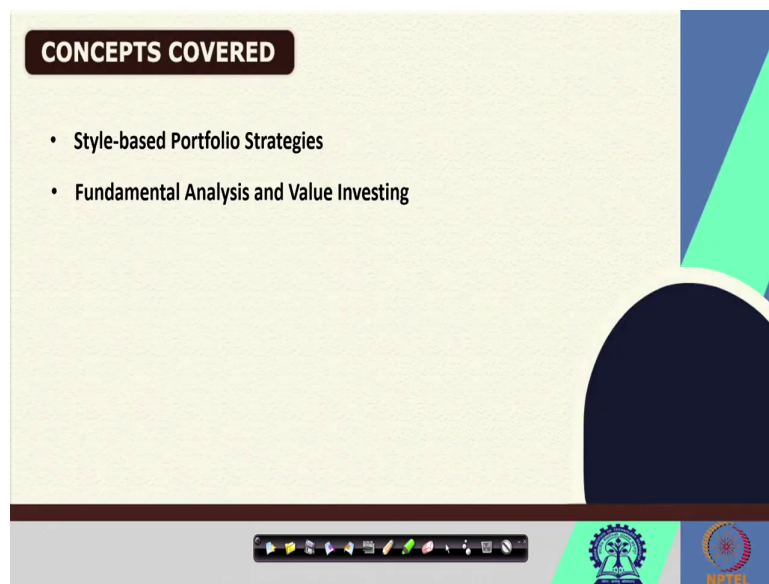 CONCEPTS COVERED
• Style-based Portfolio Strategies
• Fundamental Analysis and Value Investing
NPTEL